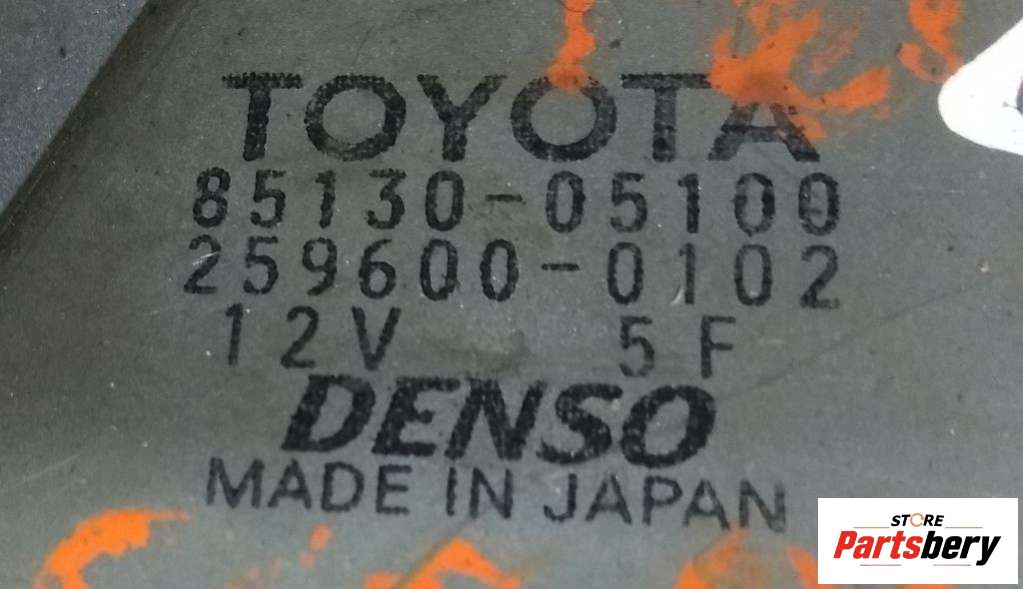 TOYOTA
85130-05100
259600-0102
12V 5F
DENSO
MADE IN JAPAN
STORE
Partsbery